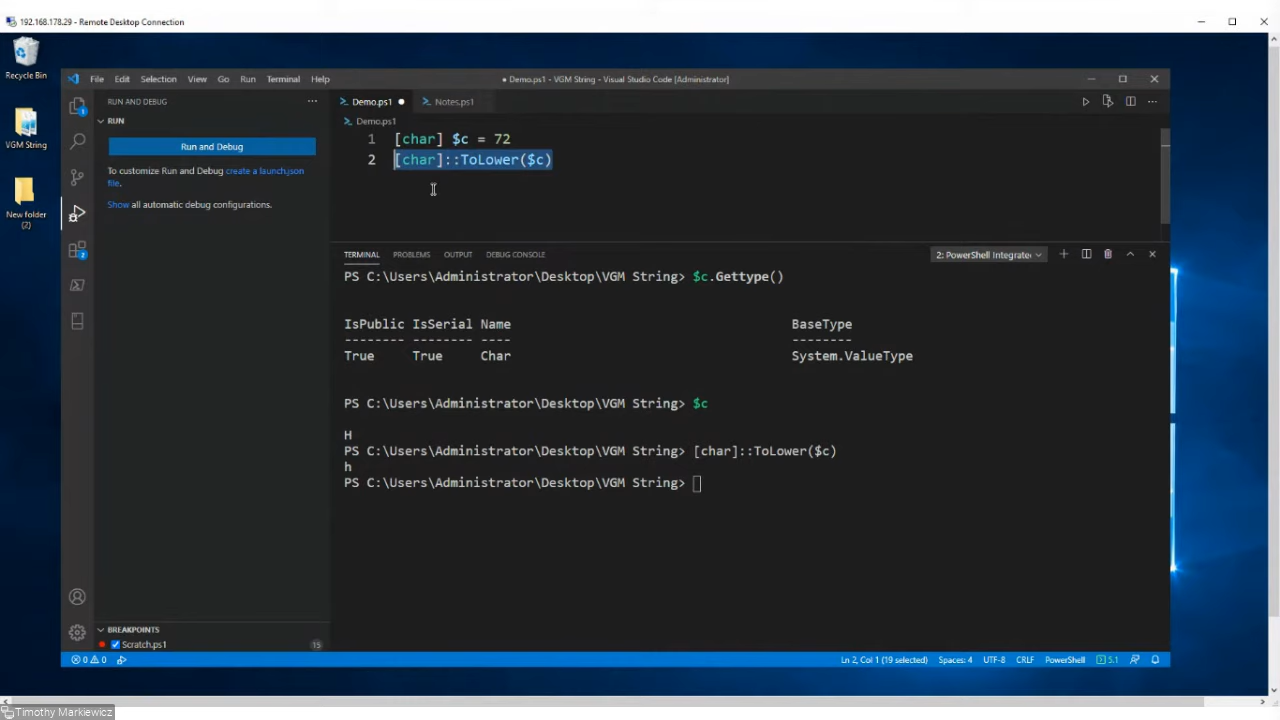 192.168.178.29 - Remote Desktop Connection
Recycle Bin
VGM String
New folder
(2)
File Edit Selection View Go Run Terminal Help
● Demo.ps1 - VGM String - Visual Studio Code [Administrator]
RUN AND DEBUG
RUN
Run and Debug
To customize Run and Debug create a launch.json
file.
Show all automatic debug configurations.
Demo.ps1 Notes.ps1
Demo.ps1
1 [char] $c = 72
2 [char]::ToLower($c)
TERMINAL PROBLEMS OUTPUT DEBUG CONSOLE 2: PowerShell Integrate
PS C:\Users\Administrator\Desktop\VGM String> $c.Gettype()
IsPublic IsSerial Name BaseType
-------- -------- ---- --------
True True Char System.ValueType
PS C:\Users\Administrator\Desktop\VGM String> $c
H
PS C:\Users\Administrator\Desktop\VGM String> [char]::ToLower($c)
h
PS C:\Users\Administrator\Desktop\VGM String>
BREAKPOINTS
Scratch.ps1 15
0 0
Ln 2, Col 1 (19 selected) Spaces: 4 UTF-8 CRLF PowerShell 5.1
Timothy Markiewicz